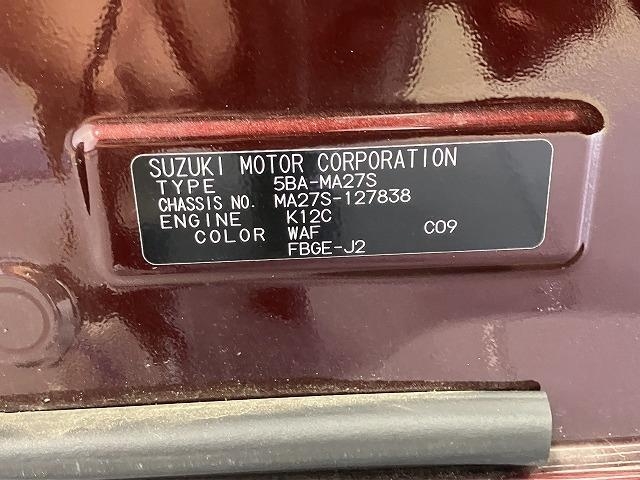 SUZUKI MOTOR CORPORATION
TYPE 5BA-MA27S
CHASSIS NO. MA27S-127838
ENGINE K12C
COLOR WAF C09
FBGE-J2